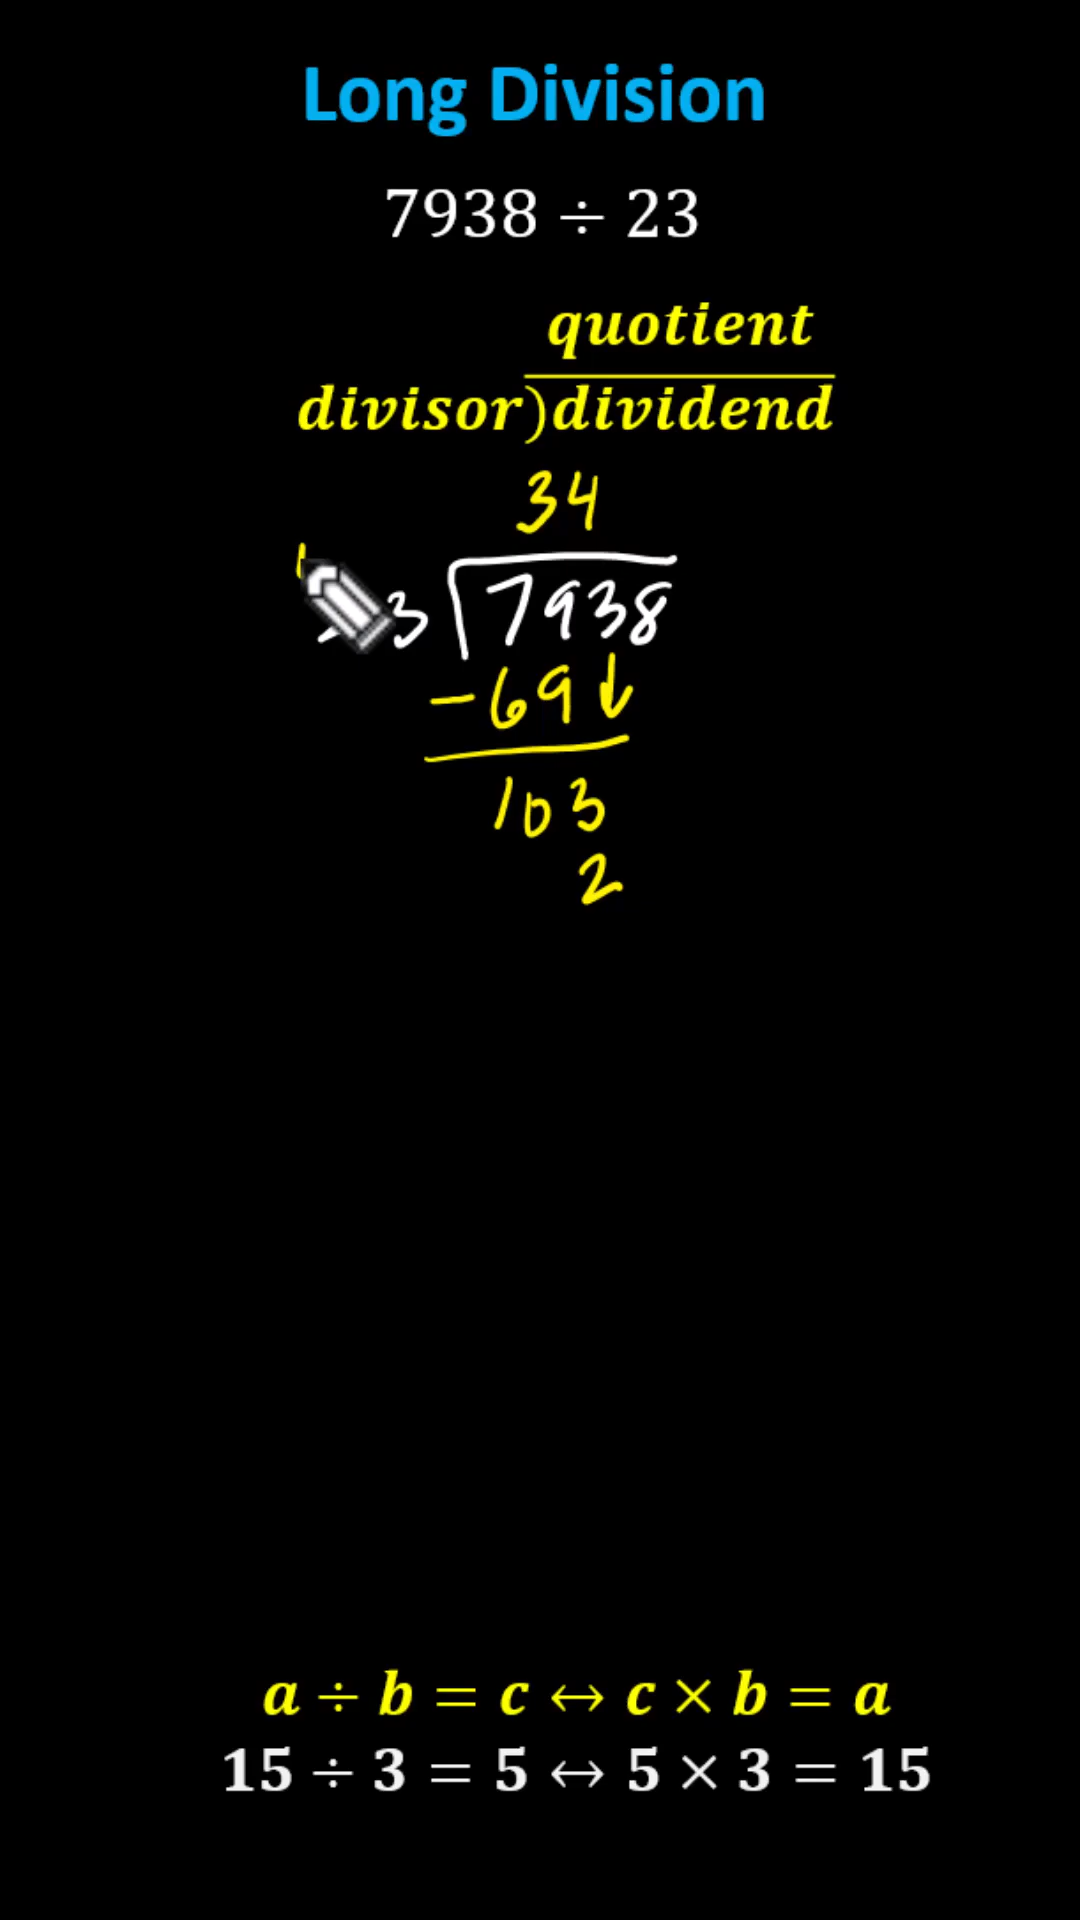 Long Division
7938 ÷ 23
quotient
divisor)dividend
34
3 7938
-69↓
103
2
a ÷ b = c ↔ c × b = a
15 ÷ 3 = 5 ↔ 5 × 3 = 15